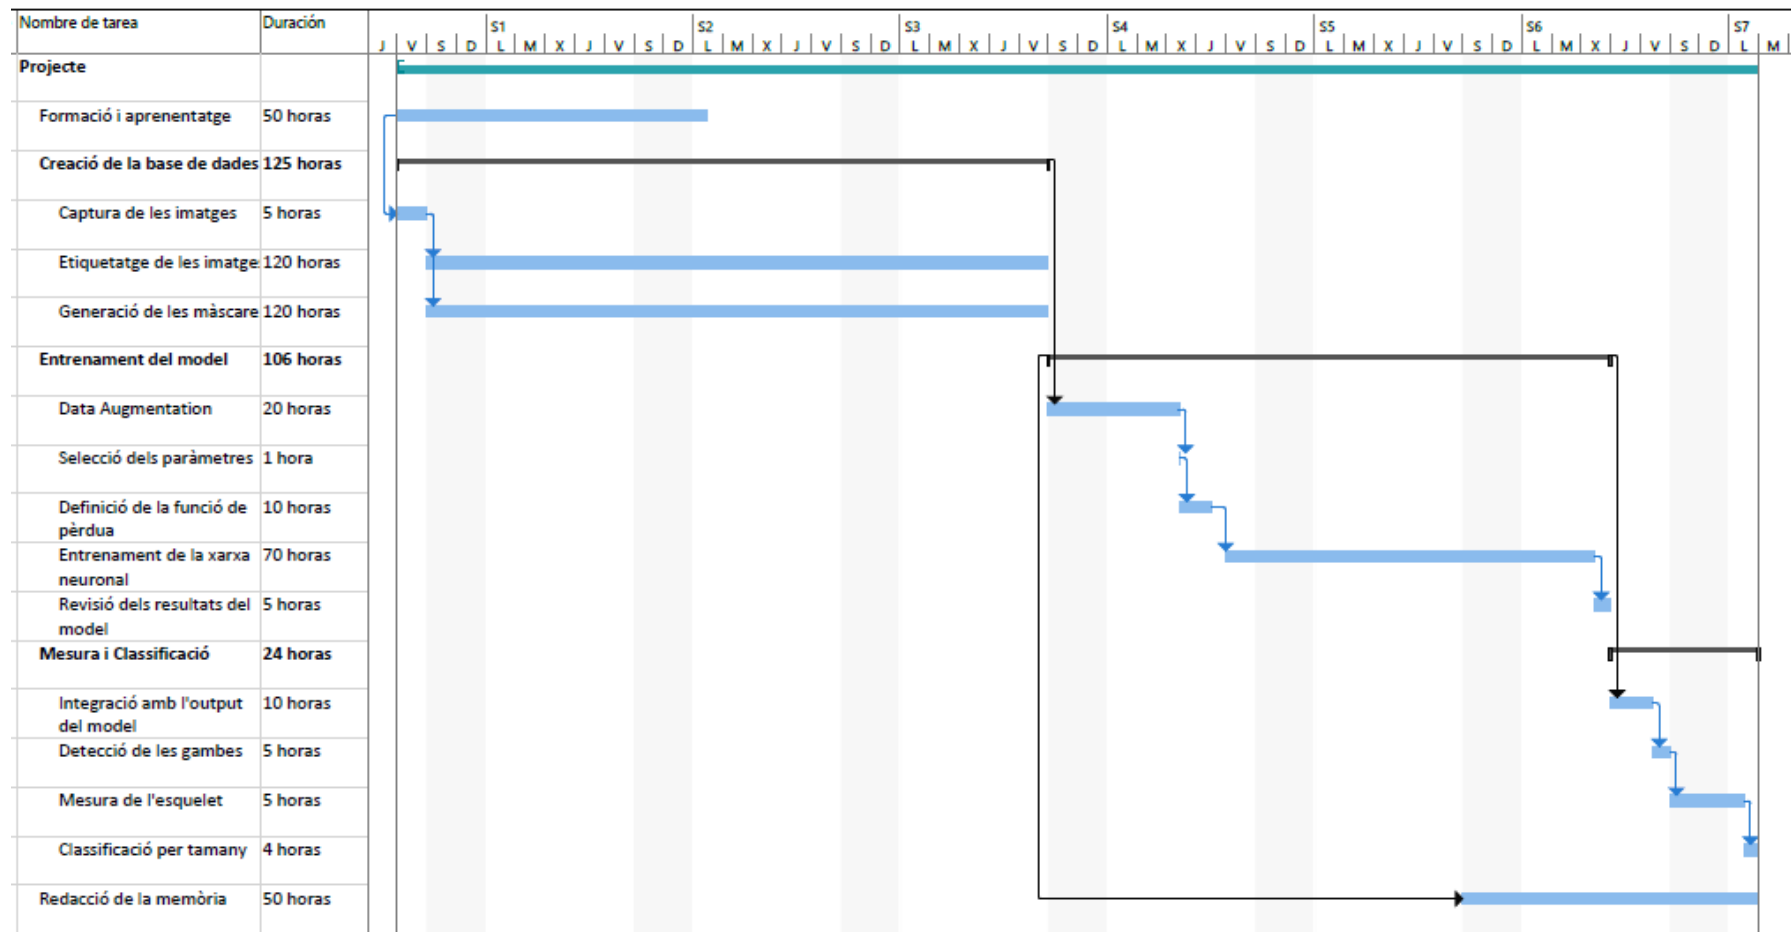 Nombre de tarea Duración S1 S2 S3 S4 S5 S6 S7
J V S D L M X J V S D L M X J V S D L M X J V S D L M X J V S D L M X J V S D L M X J V S D L M
Projecte
Formació i aprenentatge 50 horas
Creació de la base de dades 125 horas
Captura de les imatges 5 horas
Etiquetatge de les imatge 120 horas
Generació de les màscare 120 horas
Entrenament del model 106 horas
Data Augmentation 20 horas
Selecció dels paràmetres 1 hora
Definició de la funció de 10 horas
pèrdua
Entrenament de la xarxa 70 horas
neuronal
Revisió dels resultats del 5 horas
model
Mesura i Classificació 24 horas
Integració amb l'output 10 horas
del model
Detecció de les gambes 5 horas
Mesura de l'esquelet 5 horas
Classificació per tamany 4 horas
Redacció de la memòria 50 horas